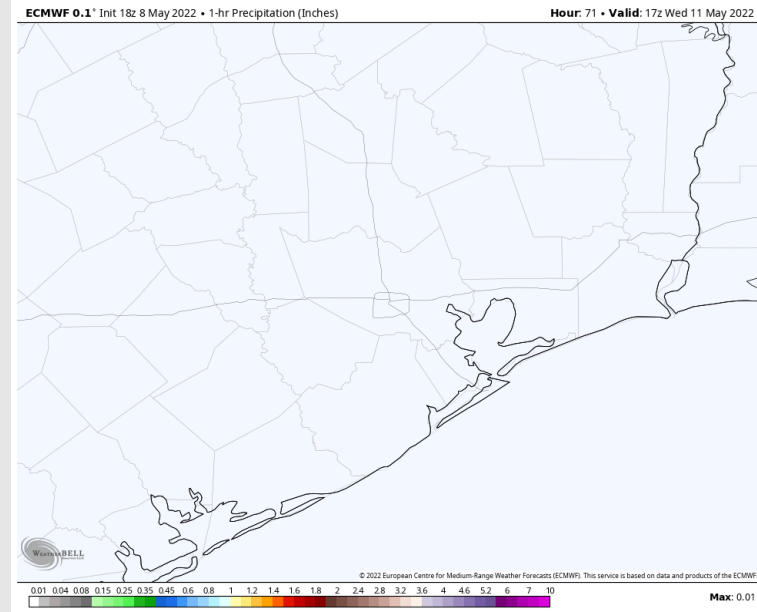 ECMWF 0.1° Init 18z 8 May 2022 • 1-hr Precipitation (Inches) Hour: 71 • Valid: 17z Wed 11 May 2022
WEATHERBELL
© 2022 European Centre for Medium-Range Weather Forecasts (ECMWF). This service is based on data and products of the ECMWF
0.01 0.04 0.08 0.15 0.25 0.35 0.45 0.6 0.8 1 1.2 1.4 1.6 1.8 2 2.4 2.8 3.2 3.6 4 4.4 4.6 5.2 6 7 10
Max: 0.01